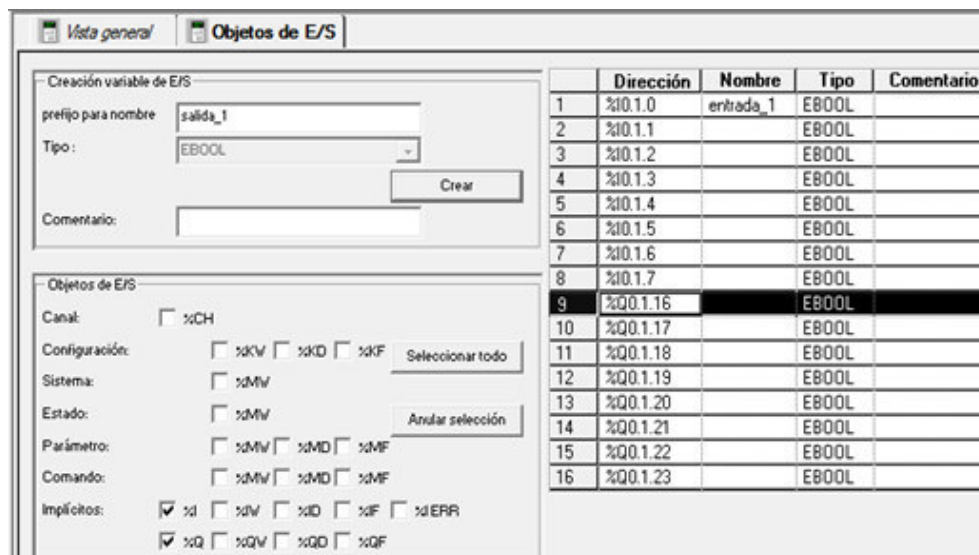 Vista general Objetos de E/S
Creación variable de E/S
prefijo para nombre salida_1
Tipo : EBOOL
Crear
Comentario:
Objetos de E/S
Canal: %CH
Configuración: %KW %KD %KF Seleccionar todo
Sistema: %MW
Estado: %MW Anular selección
Parámetro: %MW %MD %MF
Comando: %MW %MD %MF
Implícitos: %I %IW %ID %IF %IERR
%Q %QW %QD %QF
Dirección Nombre Tipo Comentario
1 %I0.1.0 entrada_1 EBOOL
2 %I0.1.1 EBOOL
3 %I0.1.2 EBOOL
4 %I0.1.3 EBOOL
5 %I0.1.4 EBOOL
6 %I0.1.5 EBOOL
7 %I0.1.6 EBOOL
8 %I0.1.7 EBOOL
9 %Q0.1.16 EBOOL
10 %Q0.1.17 EBOOL
11 %Q0.1.18 EBOOL
12 %Q0.1.19 EBOOL
13 %Q0.1.20 EBOOL
14 %Q0.1.21 EBOOL
15 %Q0.1.22 EBOOL
16 %Q0.1.23 EBOOL